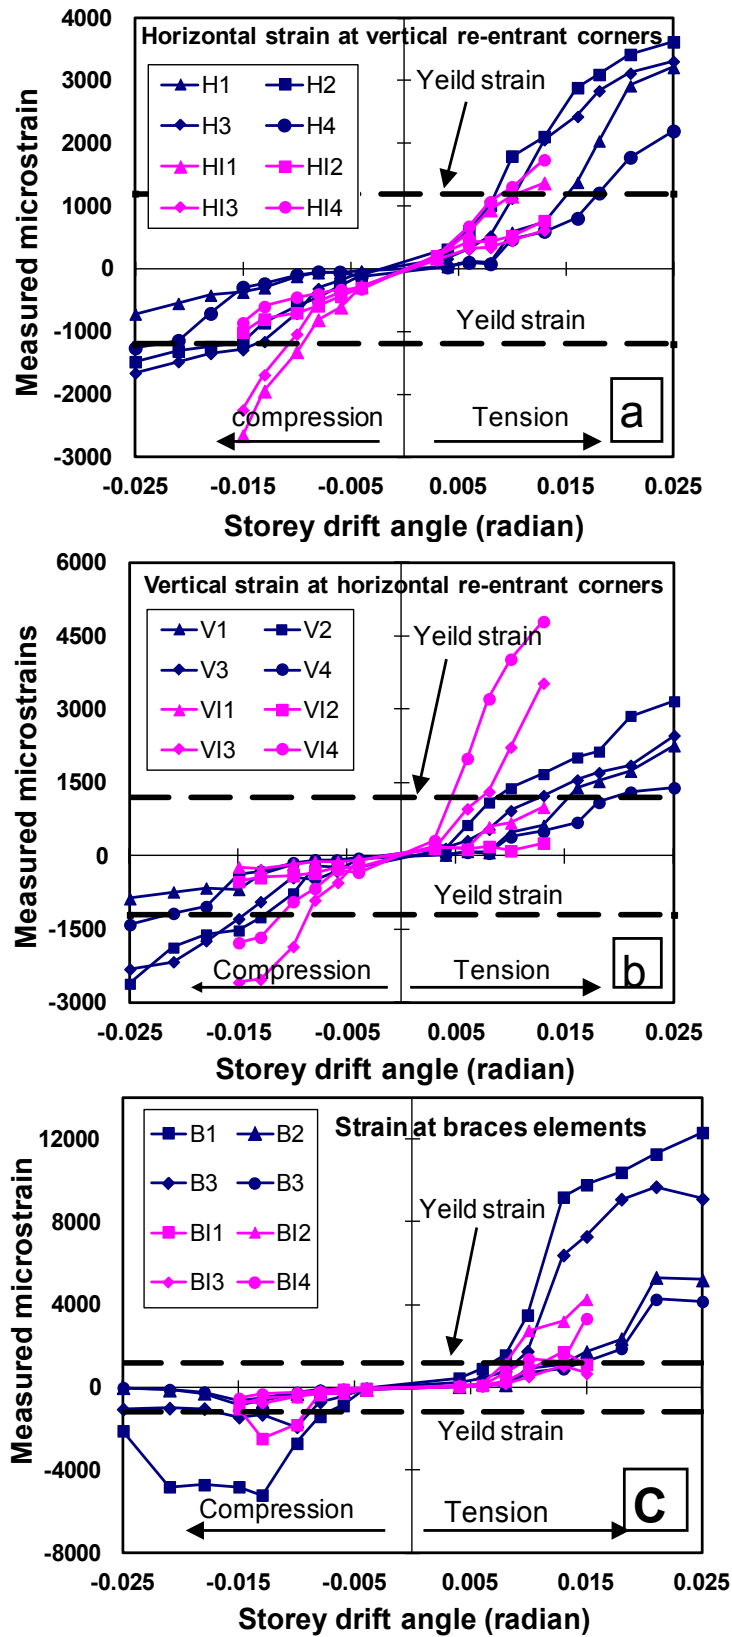 Horizontal strain at vertical re-entrant corners
H1 H2
H3 H4
HI1 HI2
HI3 HI4
Yeild strain
Yeild strain
compression Tension
a
4000
3000
2000
1000
0
-1000
-2000
-3000
Measured microstrain
-0.025 -0.015 -0.005 0.005 0.015 0.025
Storey drift angle (radian)
Vertical strain at horizontal re-entrant corners
V1 V2
V3 V4
VI1 VI2
VI3 VI4
Yeild strain
Yeild strain
Compression Tension
b
6000
4500
3000
1500
0
-1500
-3000
Measured microstrains
-0.025 -0.015 -0.005 0.005 0.015 0.025
Storey drift angle (radian)
Strain at braces elements
B1 B2
B3 B3
BI1 BI2
BI3 BI4
Yeild strain
Yeild strain
Compression Tension
C
12000
8000
4000
0
-4000
-8000
Measured microstrain
-0.025 -0.015 -0.005 0.005 0.015 0.025
Storey drift angle (radian)